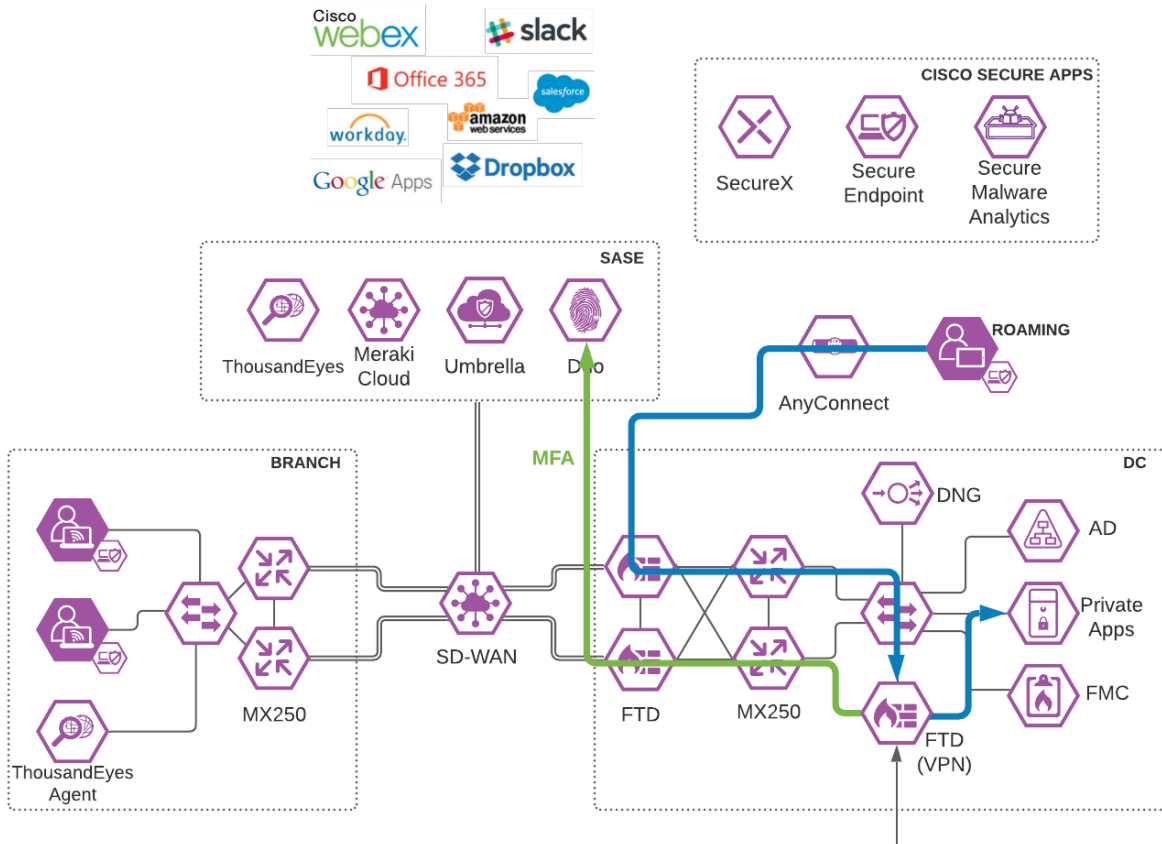 Cisco
webex
slack
Office 365
salesforce
workday.
amazon
web services
Google Apps
Dropbox
CISCO SECURE APPS
SecureX
Secure
Endpoint
Secure
Malware
Analytics
SASE
ThousandEyes
Meraki
Cloud
Umbrella
Duo
ROAMING
AnyConnect
BRANCH
MFA
DC
DNG
AD
Private
Apps
SD-WAN
MX250
FTD
MX250
FMC
FTD
(VPN)
ThousandEyes
Agent